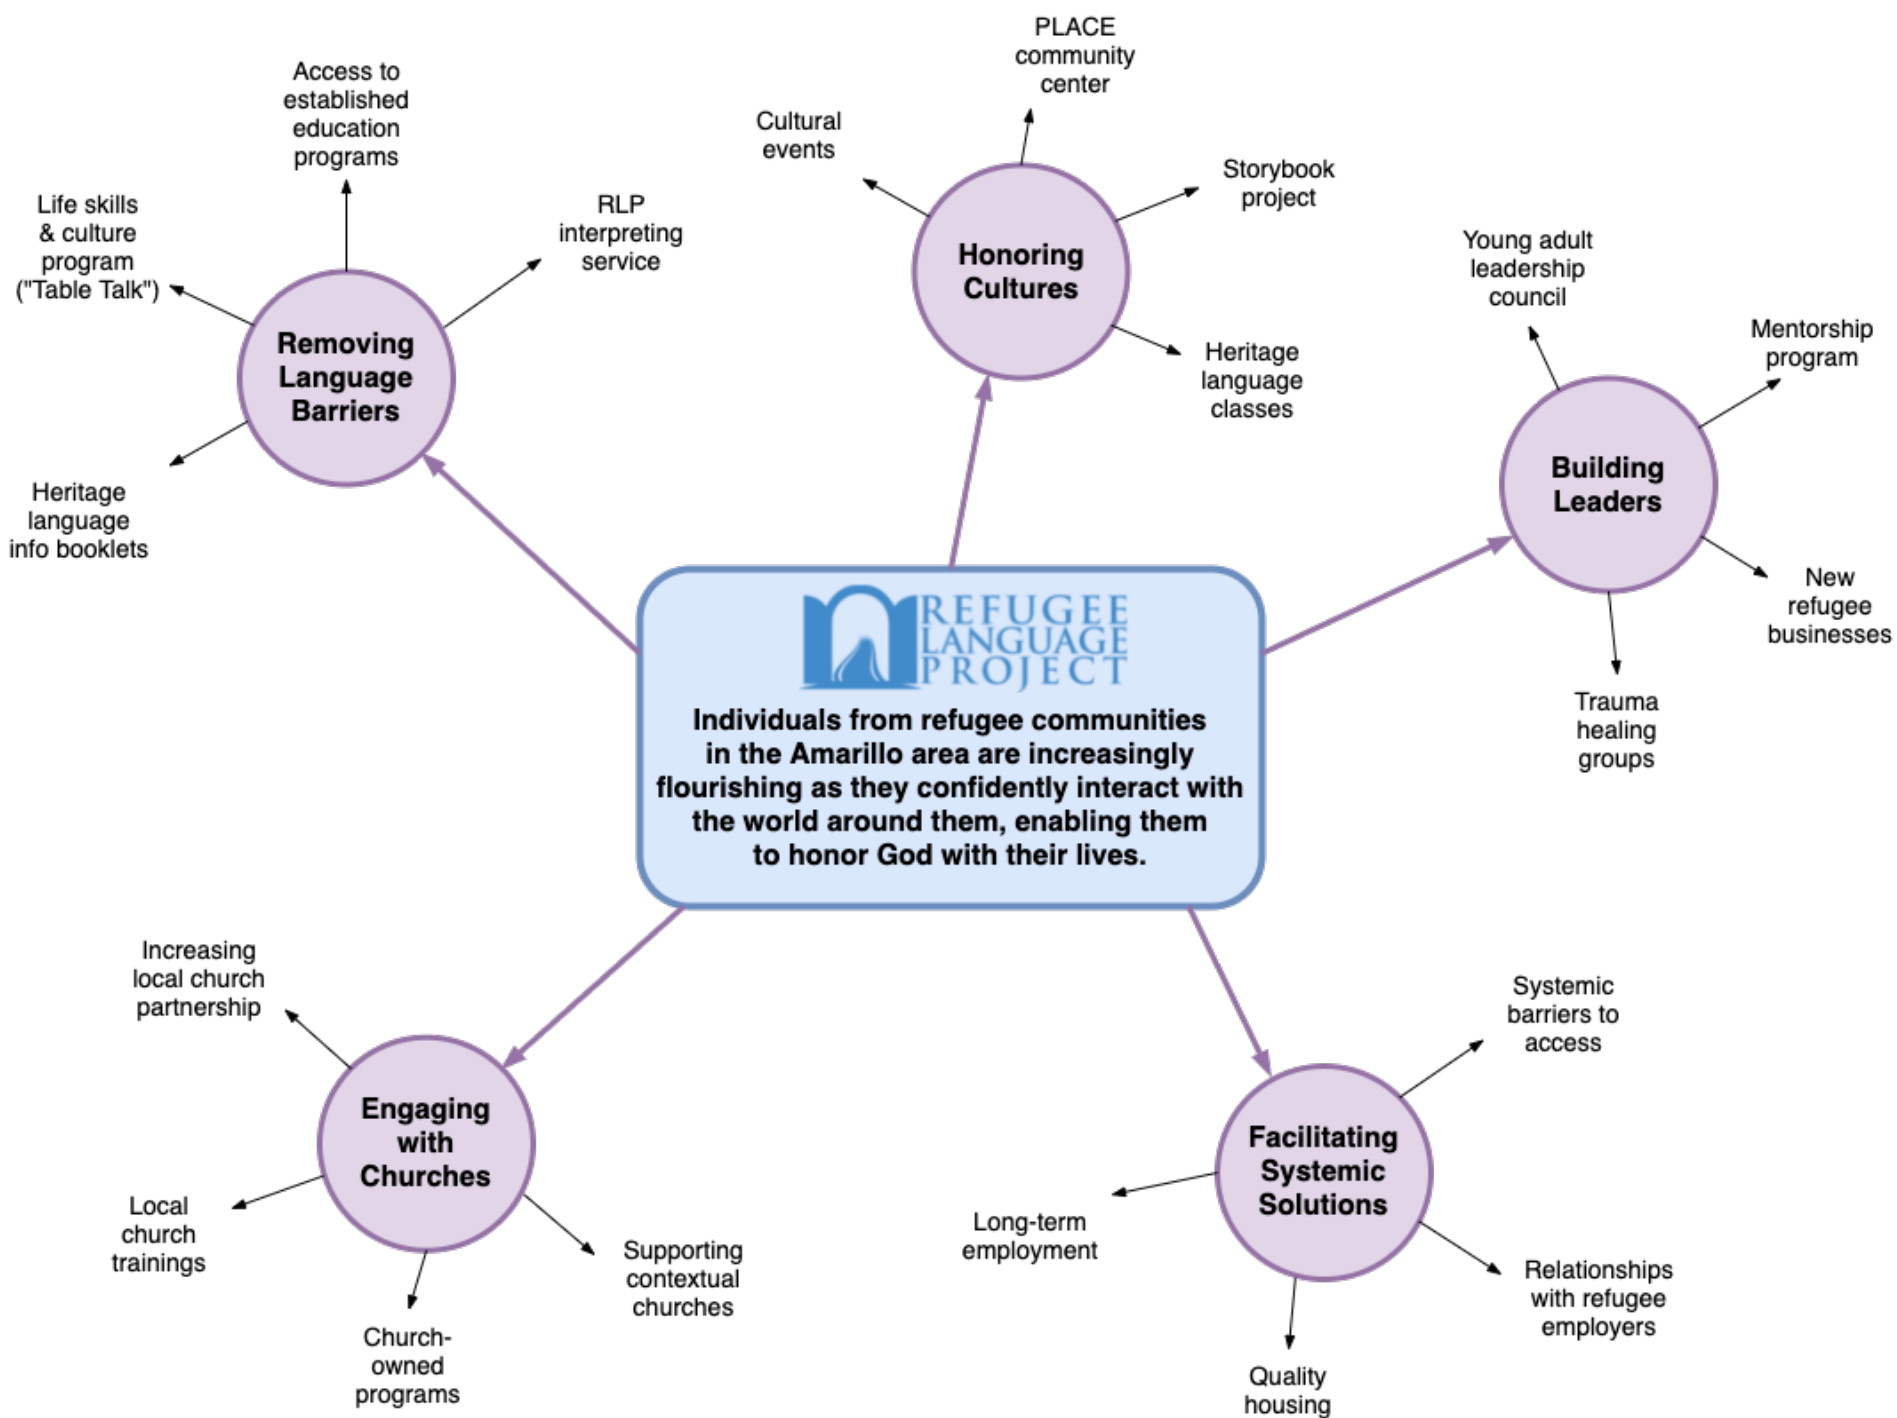 PLACE
community
center
Access to
established
education
programs
Cultural
events
Storybook
project
Life skills
& culture
program
("Table Talk")
RLP
interpreting
service
Honoring
Cultures
Young adult
leadership
council
Mentorship
program
Removing
Language
Barriers
Heritage
language
classes
Building
Leaders
Heritage
language
info booklets
New
refugee
businesses
REFUGEE
LANGUAGE
PROJECT
Trauma
healing
groups
Individuals from refugee communities
in the Amarillo area are increasingly
flourishing as they confidently interact with
the world around them, enabling them
to honor God with their lives.
Increasing
local church
partnership
Systemic
barriers to
access
Engaging
with
Churches
Facilitating
Systemic
Solutions
Local
church
trainings
Long-term
employment
Supporting
contextual
churches
Relationships
with refugee
employers
Church-
owned
programs
Quality
housing